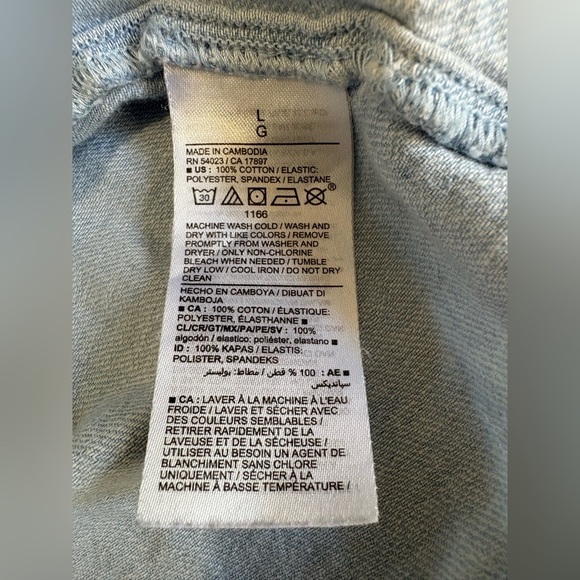 L
G
MADE IN CAMBODIA
RN 54023 / CA 17897
■ US : 100% COTTON / ELASTIC:
POLYESTER, SPANDEX / ELASTANE
30 ®
1166
MACHINE WASH COLD / WASH AND
DRY WITH LIKE COLORS / REMOVE
PROMPTLY FROM WASHER AND
DRYER / ONLY NON-CHLORINE
BLEACH WHEN NEEDED / TUMBLE
DRY LOW / COOL IRON / DO NOT DRY
CLEAN
HECHO EN CAMBOYA / DIBUAT DI
KAMBOJA
■ CA : 100% COTON / ÉLASTIQUE:
POLYESTER, ÉLASTHANNE ■
CL/CR/GT/MX/PA/PE/SV : 100%
algodón / elastico: poliéster, elastano ■
ID : 100% KAPAS / ELASTIS:
POLISTER, SPANDEKS
■ AE : 100 % قطن / مطاط: بوليستر
سباندیکس
■ CA : LAVER À LA MACHINE À L'EAU
FROIDE / LAVER ET SÉCHER AVEC
DES COULEURS SEMBLABLES /
RETIRER RAPIDEMENT DE LA
LAVEUSE ET DE LA SÉCHEUSE /
UTILISER AU BESOIN UN AGENT DE
BLANCHIMENT SANS CHLORE
UNIQUEMENT / SÉCHER À LA
MACHINE À BASSE TEMPÉRATURE /